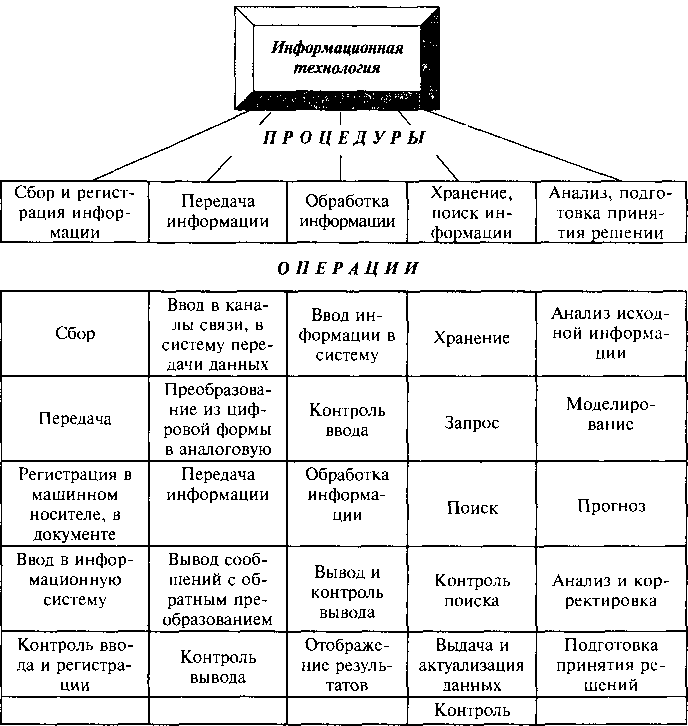 Информационная
технология
ПРОЦЕДУРЫ
Сбор и регист-
рация инфор-
мации
Передача
информации
Обработка
информации
Хранение,
поиск ин-
формации
Анализ, подго-
товка приня-
тия решении
ОПЕРАЦИИ
Сбор
Ввод в кана-
лы связи, в
систему пере-
дачи данных
Ввод ин-
формации в
систему
Хранение
Анализ исход-
ной информа-
ции
Передача
Преобразова-
ние из циф-
ровой формы
в аналоговую
Контроль
ввода
Запрос
Моделиро-
вание
Регистрация в
машинном
носителе, в
документе
Передача
информации
Обработка
информа-
ции
Поиск
Прогноз
Ввод в инфор-
мационную
систему
Вывод сооб-
щений с об-
ратным пре-
образованием
Вывод и
контроль
вывода
Контроль
поиска
Анализ и кор-
ректировка
Контроль вво-
да и регистра-
ции
Контроль
вывода
Отображе-
ние резуль-
татов
Выдача и
актуализация
данных
Подготовка
принятия ре-
шений
Контроль